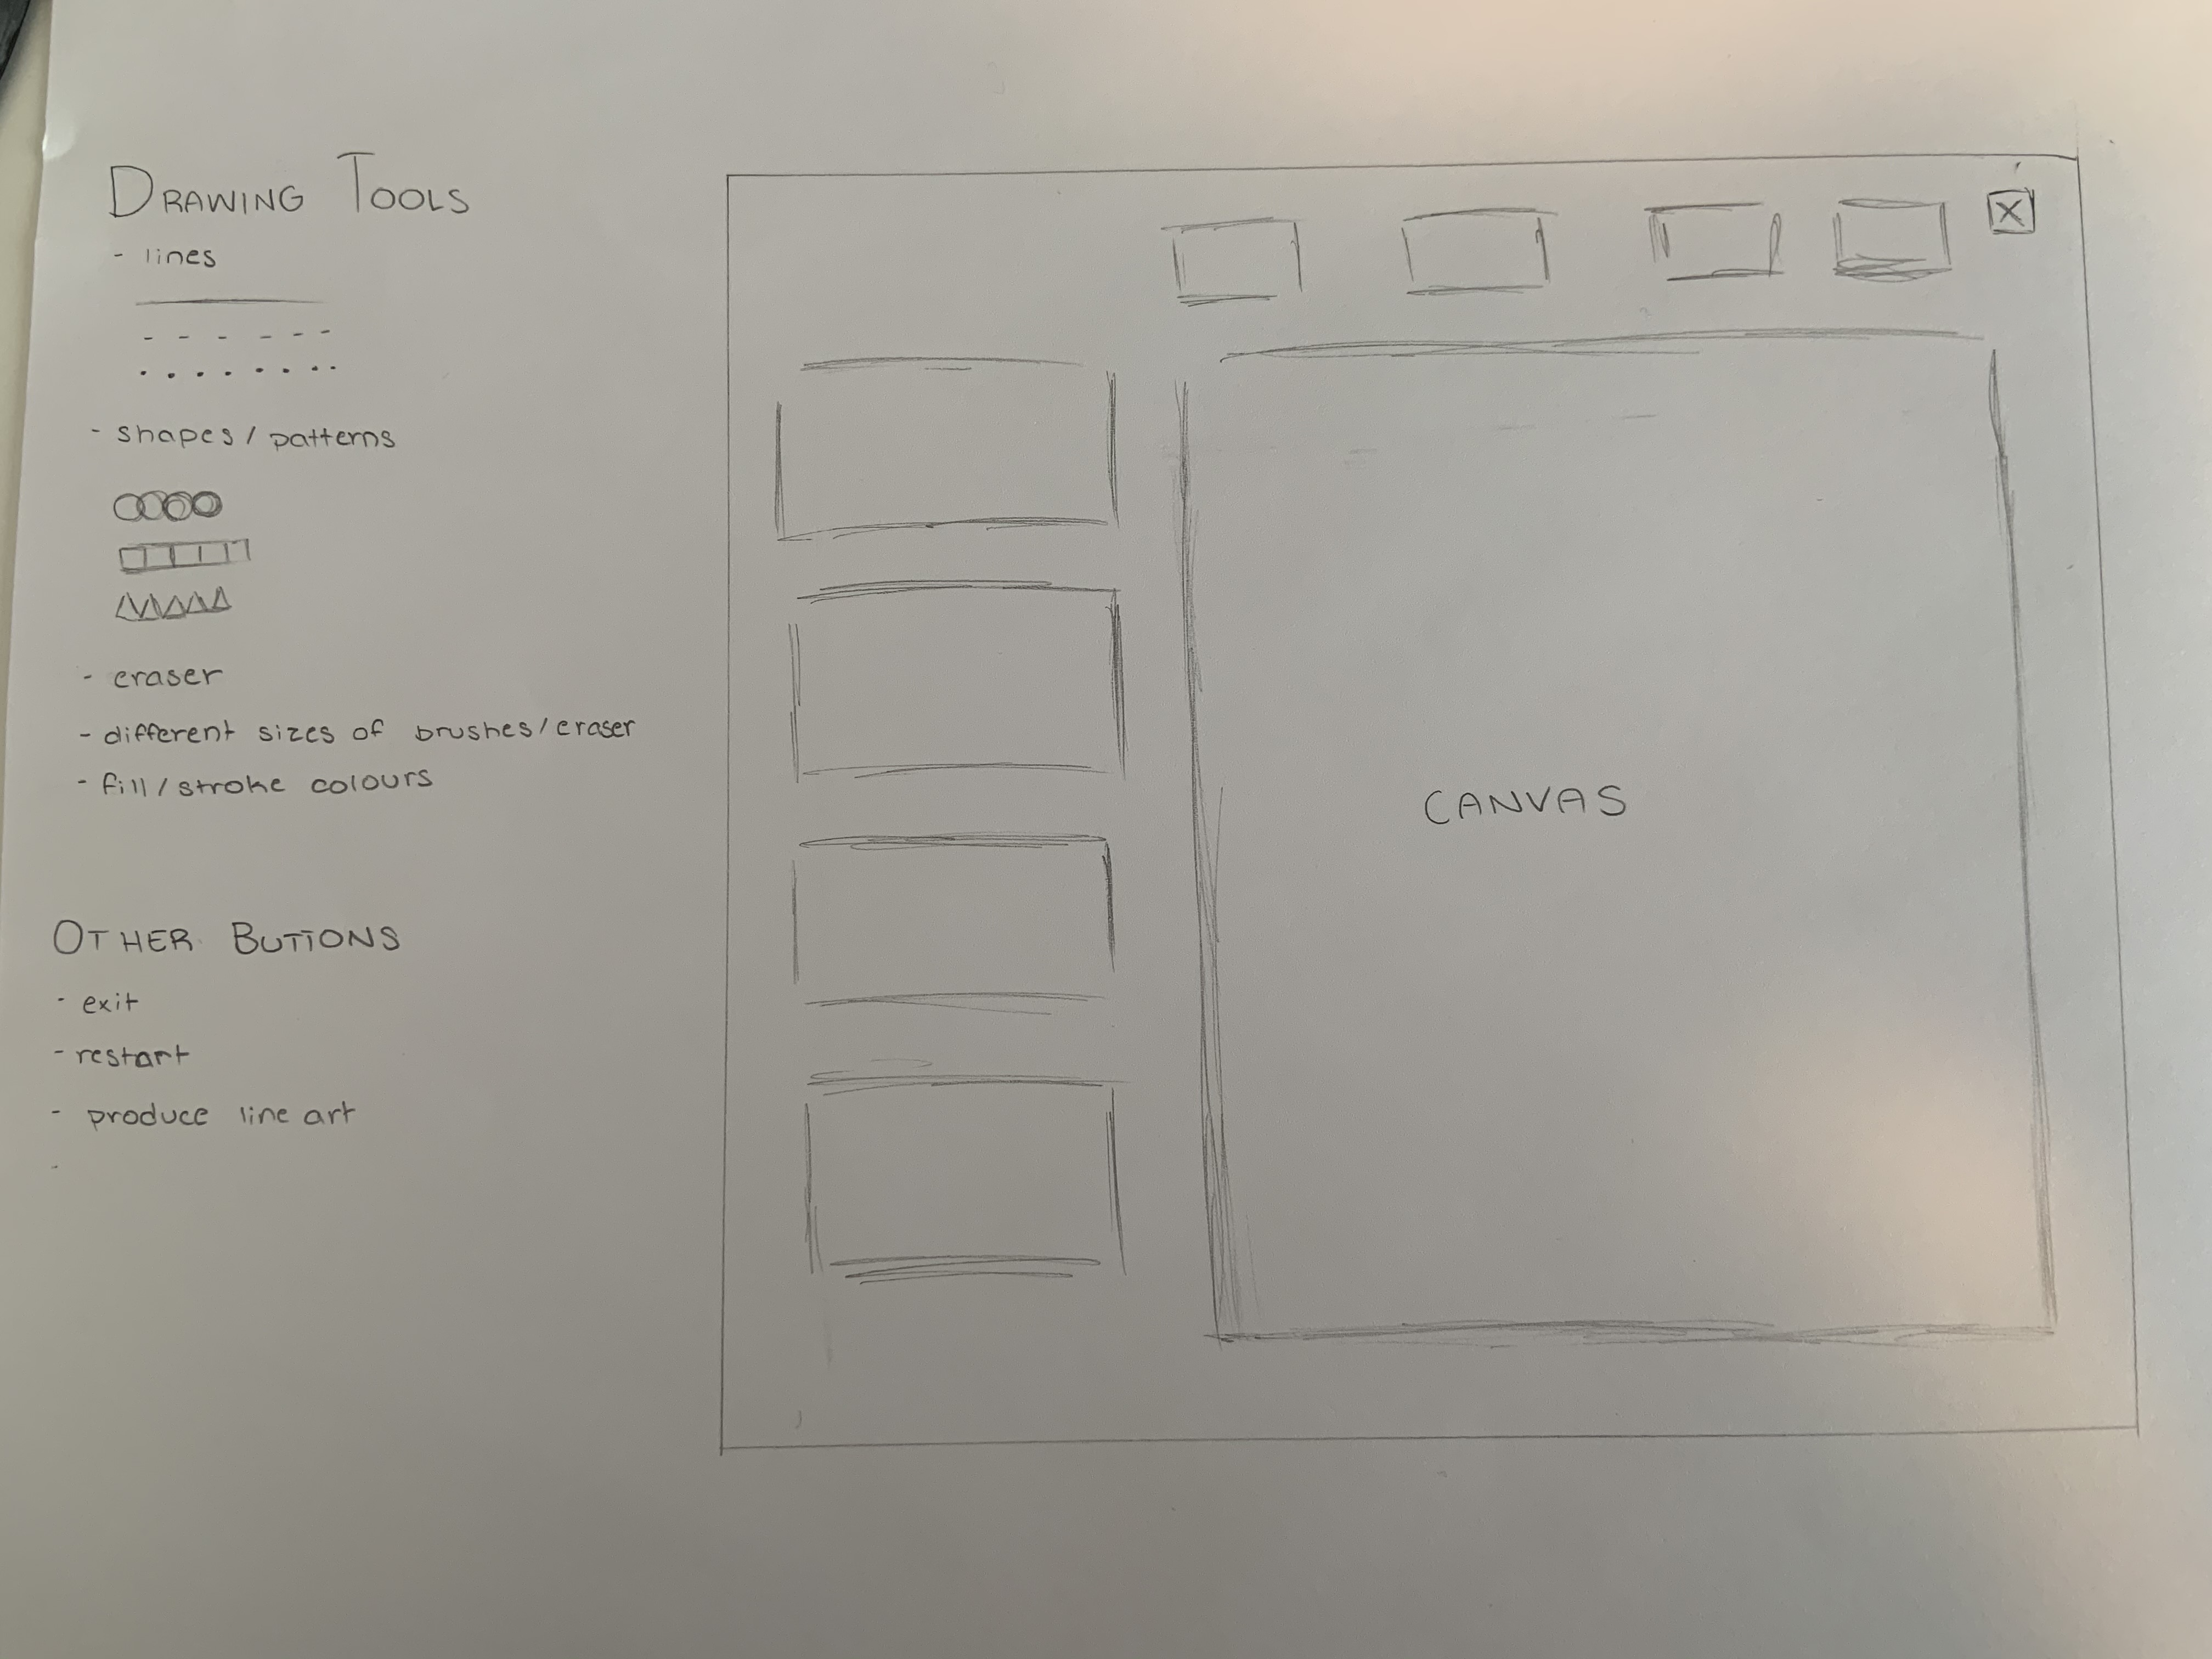 DRAWING TOOLS
- lines
- shapes / patterns
- eraser
- different sizes of brushes/eraser
- fill/stroke colours
OTHER BUTTONS
- exit
- restart
- produce line art
X
CANVAS